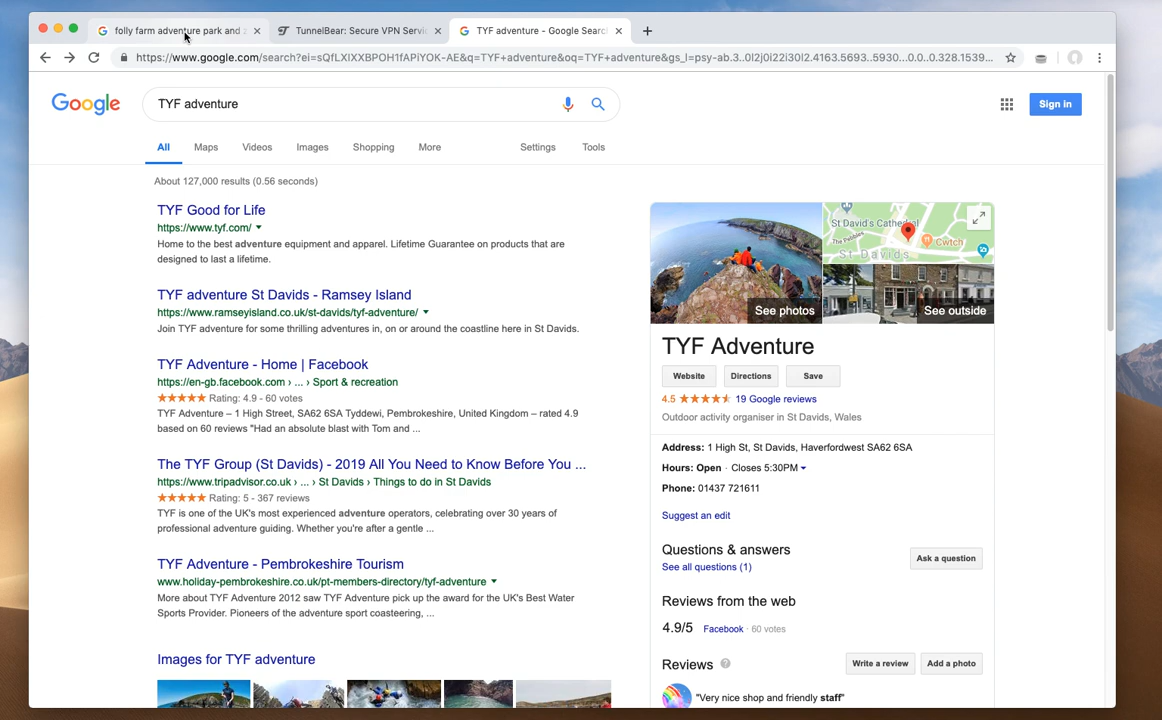 folly farm adventure park and z
TunnelBear: Secure VPN Servi
TYF adventure - Google Search
https://www.google.com/search?ei=sQfLXIXXBPOH1fAPlYOK-AE&q=TYF+adventure&oq=TYF+adventure&gs_l=psy-ab.3..0l2j0i22i30l2.4163.5693..5930...0.0..0.328.1539...
Google
TYF adventure
Sign in
All
Maps
Videos
Images
Shopping
More
Settings
Tools
About 127,000 results (0.56 seconds)
TYF Good for Life
https://www.tyf.com/
Home to the best adventure equipment and apparel. Lifetime Guarantee on products that are
designed to last a lifetime.
TYF adventure St Davids - Ramsey Island
https://www.ramseyisland.co.uk/st-davids/tyf-adventure/
Join TYF adventure for some thrilling adventures in, on or around the coastline here in St Davids.
TYF Adventure - Home | Facebook
https://en-gb.facebook.com › ... › Sport & recreation
Rating: 4.9 - 60 votes
TYF Adventure – 1 High Street, SA62 6SA Tyddewi, Pembrokeshire, United Kingdom – rated 4.9
based on 60 reviews "Had an absolute blast with Tom and ...
The TYF Group (St Davids) - 2019 All You Need to Know Before You ...
https://www.tripadvisor.co.uk › ... › St Davids › Things to do in St Davids
Rating: 5 - 367 reviews
TYF is one of the UK's most experienced adventure operators, celebrating over 30 years of
professional adventure guiding. Whether you're after a gentle ...
TYF Adventure - Pembrokeshire Tourism
www.holiday-pembrokeshire.co.uk/pt-members-directory/tyf-adventure
More about TYF Adventure 2012 saw TYF Adventure pick up the award for the UK's Best Water
Sports Provider. Pioneers of the adventure sport coasteering, ...
Images for TYF adventure
See photos
St David's Cathedral
The Pebbles
Cwtch
St Davids
See outside
TYF Adventure
Website
Directions
Save
4.5
19 Google reviews
Outdoor activity organiser in St Davids, Wales
Address: 1 High St, St Davids, Haverfordwest SA62 6SA
Hours: Open · Closes 5:30PM
Phone: 01437 721611
Suggest an edit
Questions & answers
See all questions (1)
Ask a question
Reviews from the web
4.9/5
Facebook · 60 votes
Reviews
Write a review
Add a photo
"Very nice shop and friendly staff"